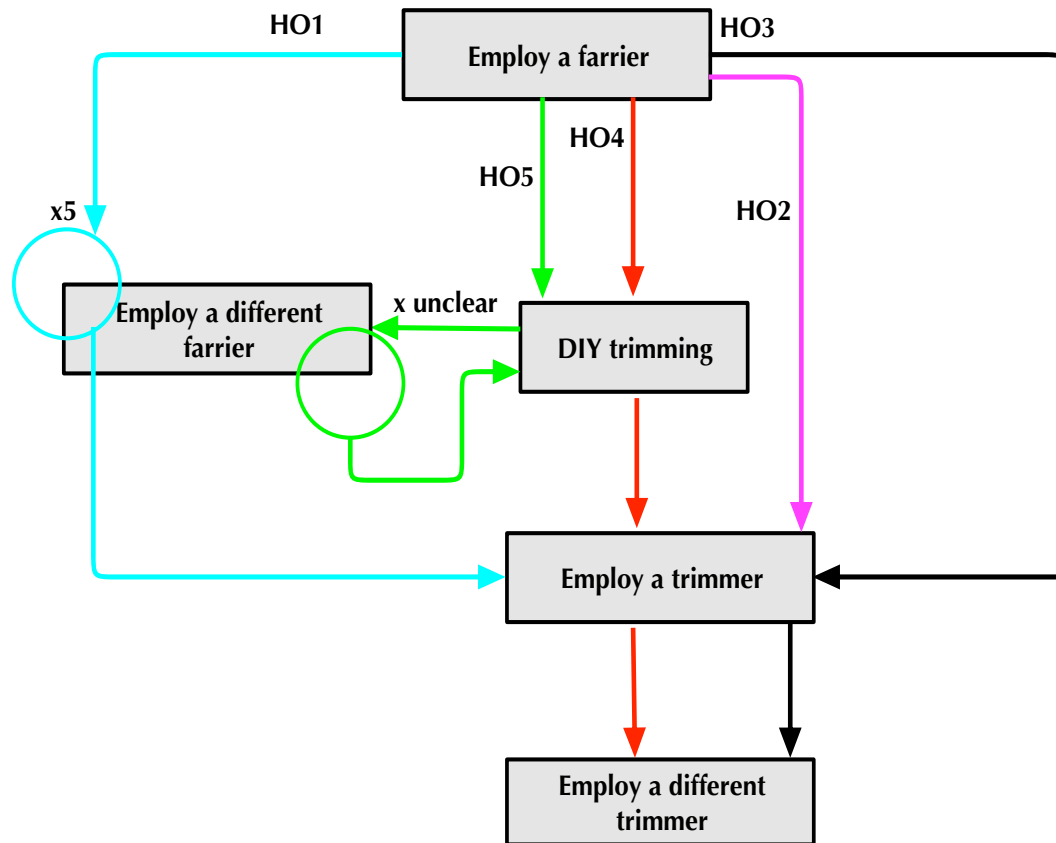 HO1
HO3
Employ a farrier
HO4
HO5
HO2
x5
x unclear
Employ a different
farrier
DIY trimming
Employ a trimmer
Employ a different
trimmer